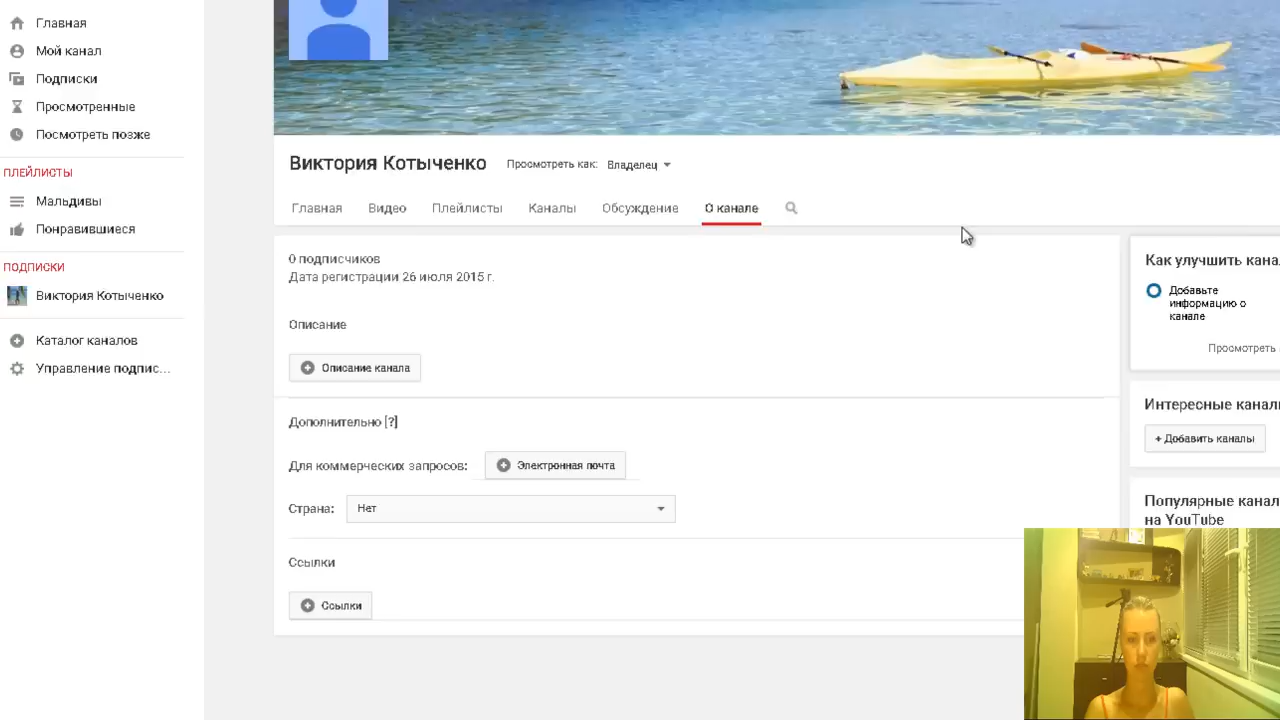 Главная
Мой канал
Подписки
Просмотренные
Посмотреть позже
ПЛЕЙЛИСТЫ
Мальдивы
Понравившиеся
ПОДПИСКИ
Виктория Котыченко
Каталог каналов
Управление подпис...
Виктория Котыченко Просмотреть как: Владелец
Главная Видео Плейлисты Каналы Обсуждение О канале
0 подписчиков
Дата регистрации 26 июля 2015 г.
Описание
Описание канала
Дополнительно [?]
Для коммерческих запросов: Электронная почта
Страна: Нет
Ссылки
Ссылки
Как улучшить кана
Добавьте
информацию о
канале
Просмотреть
Интересные канал
+ Добавить каналы
Популярные канал
на YouTube